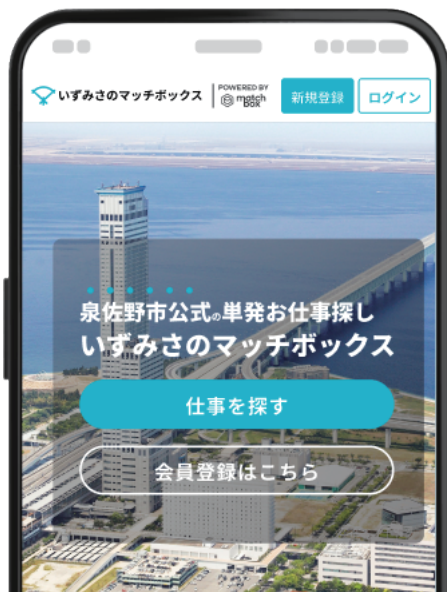 いずみさのマッチボックス
POWERED BY
match
box
新規登録
ログイン
泉佐野市公式の単発お仕事探し
いずみさのマッチボックス
仕事を探す
会員登録はこちら